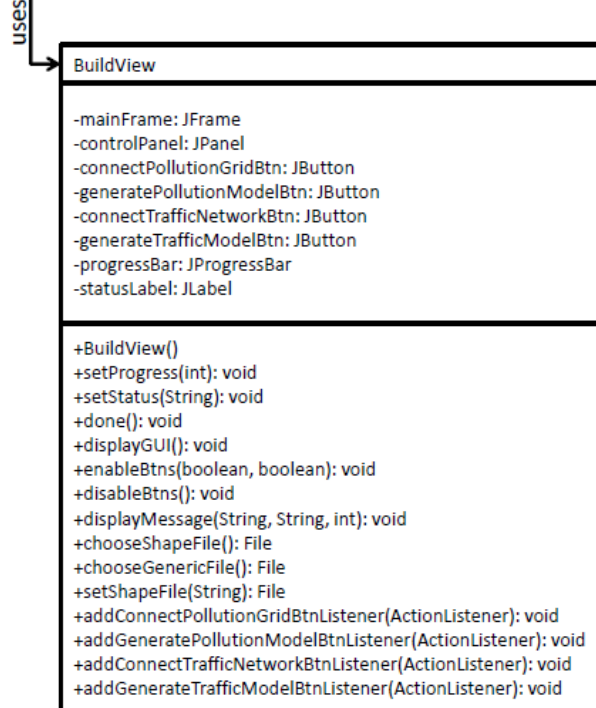 uses
BuildView
-mainFrame: JFrame
-controlPanel: JPanel
-connectPollutionGridBtn: JButton
-generatePollutionModelBtn: JButton
-connectTrafficNetworkBtn: JButton
-generateTrafficModelBtn: JButton
-progressBar: JProgressBar
-statusLabel: JLabel
+BuildView()
+setProgress(int): void
+setStatus(String): void
+done(): void
+displayGUI(): void
+enableBtns(boolean, boolean): void
+disableBtns(): void
+displayMessage(String, String, int): void
+chooseShapeFile(): File
+chooseGenericFile(): File
+setShapeFile(String): File
+addConnectPollutionGridBtnListener(ActionListener): void
+addGeneratePollutionModelBtnListener(ActionListener): void
+addConnectTrafficNetworkBtnListener(ActionListener): void
+addGenerateTrafficModelBtnListener(ActionListener): void